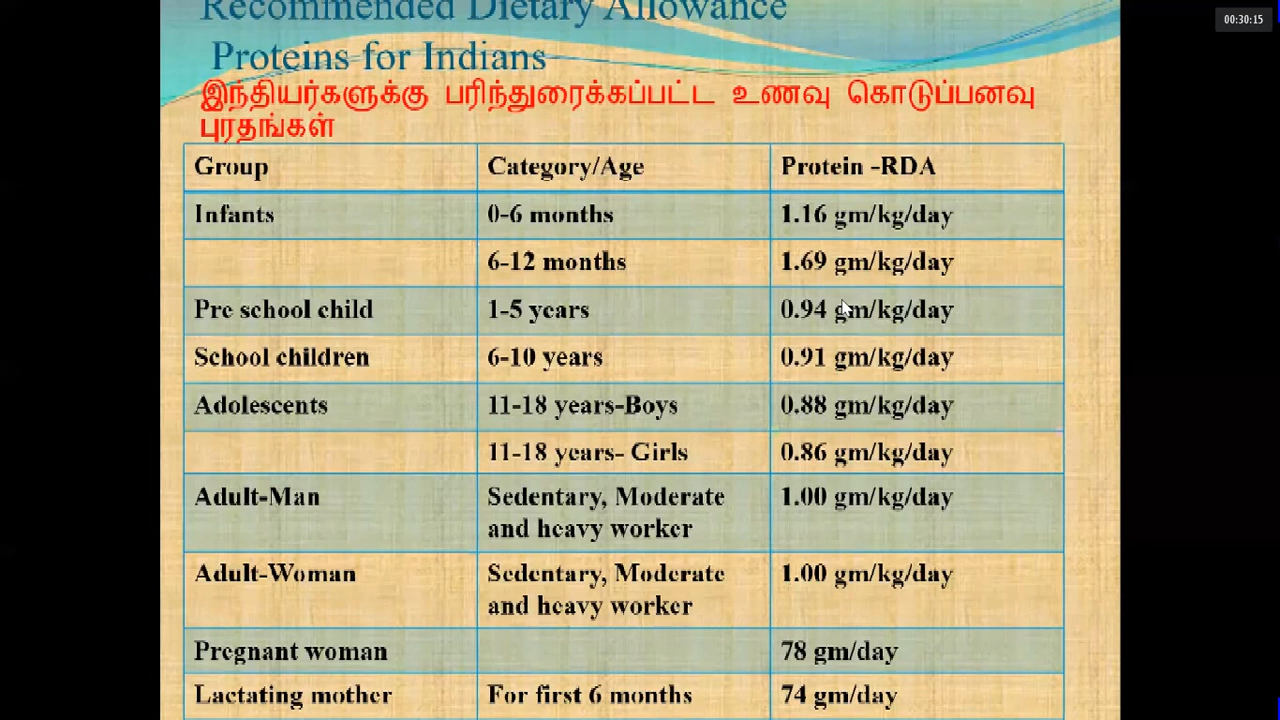 00:30:15
Recommended Dietary Allowance
Proteins for Indians
இந்தியர்களுக்கு பரிந்துரைக்கப்பட்ட உணவு கொடுப்பனவு
புரதங்கள்
Group Category/Age Protein -RDA
Infants 0-6 months 1.16 gm/kg/day
6-12 months 1.69 gm/kg/day
Pre school child 1-5 years 0.94 gm/kg/day
School children 6-10 years 0.91 gm/kg/day
Adolescents 11-18 years-Boys 0.88 gm/kg/day
11-18 years- Girls 0.86 gm/kg/day
Adult-Man Sedentary, Moderate 1.00 gm/kg/day
and heavy worker
Adult-Woman Sedentary, Moderate 1.00 gm/kg/day
and heavy worker
Pregnant woman 78 gm/day
Lactating mother For first 6 months 74 gm/day